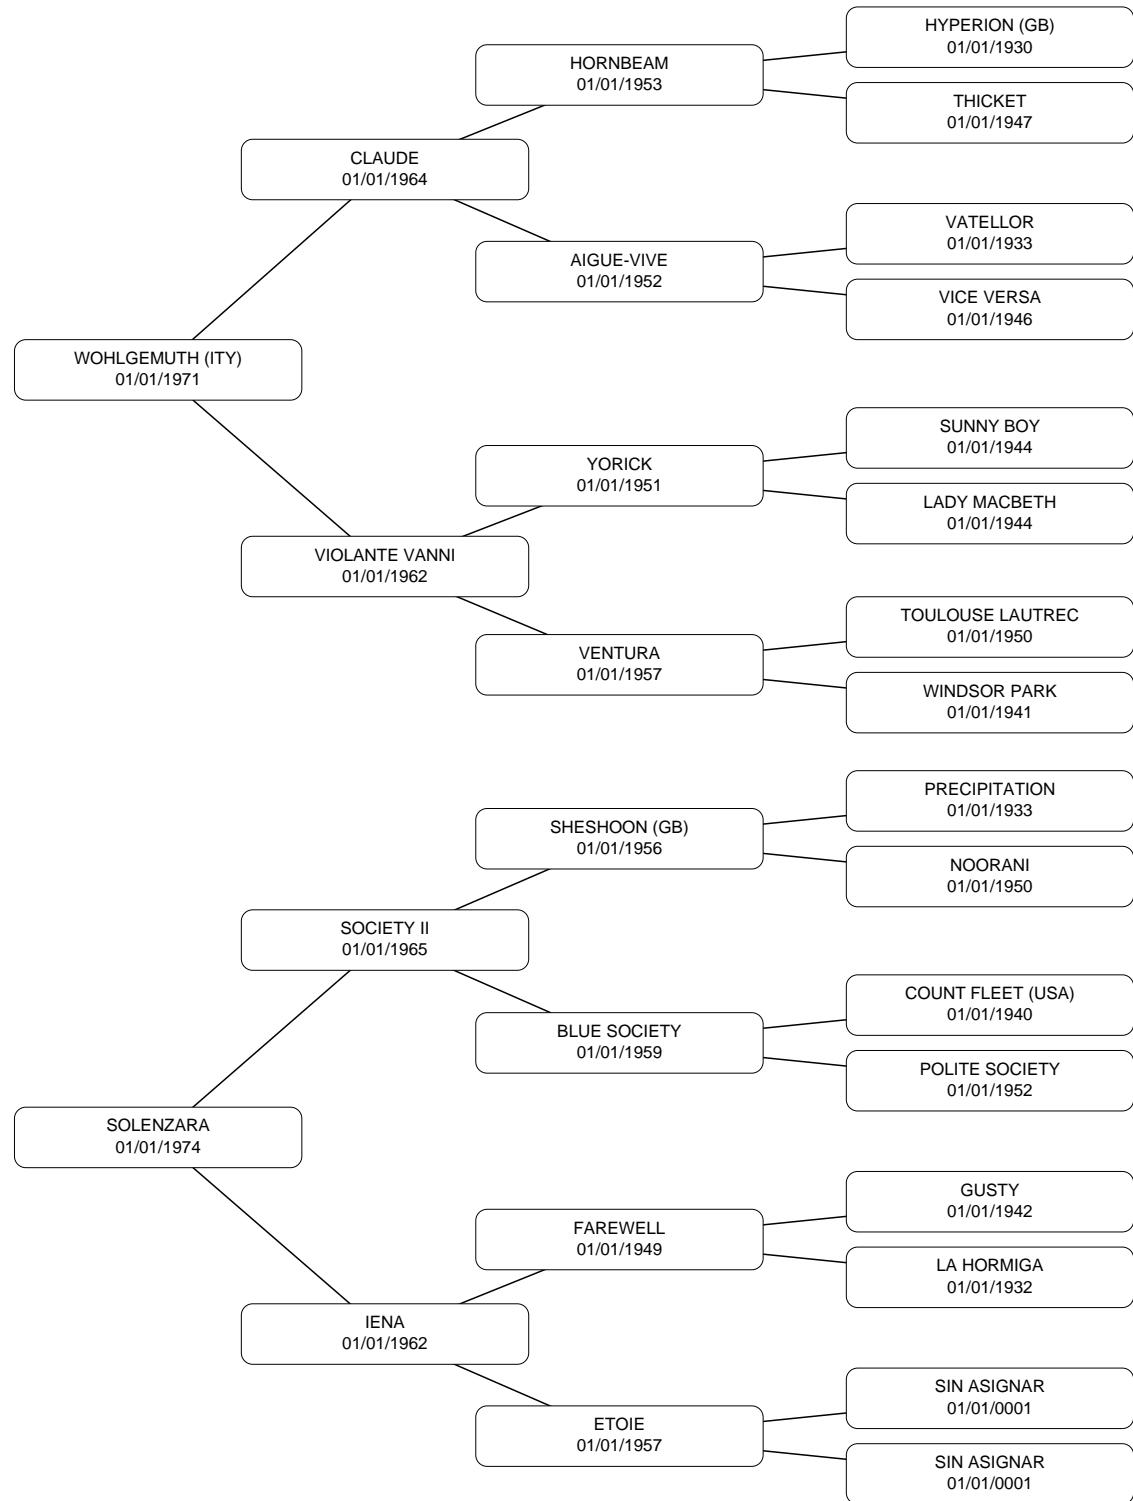 HYPERION (GB)
01/01/1930
HORNBEAM
01/01/1953
THICKET
01/01/1947
CLAUDE
01/01/1964
VATELLOR
01/01/1933
AIGUE-VIVE
01/01/1952
VICE VERSA
01/01/1946
WOHLGEMUTH (ITY)
01/01/1971
SUNNY BOY
01/01/1944
YORICK
01/01/1951
LADY MACBETH
01/01/1944
VIOLANTE VANNI
01/01/1962
TOULOUSE LAUTREC
01/01/1950
VENTURA
01/01/1957
WINDSOR PARK
01/01/1941
PRECIPITATION
01/01/1933
SHESHOON (GB)
01/01/1956
NOORANI
01/01/1950
SOCIETY II
01/01/1965
COUNT FLEET (USA)
01/01/1940
BLUE SOCIETY
01/01/1959
POLITE SOCIETY
01/01/1952
SOLENZARA
01/01/1974
GUSTY
01/01/1942
FAREWELL
01/01/1949
LA HORMIGA
01/01/1932
IENA
01/01/1962
SIN ASIGNAR
01/01/0001
ETOIE
01/01/1957
SIN ASIGNAR
01/01/0001